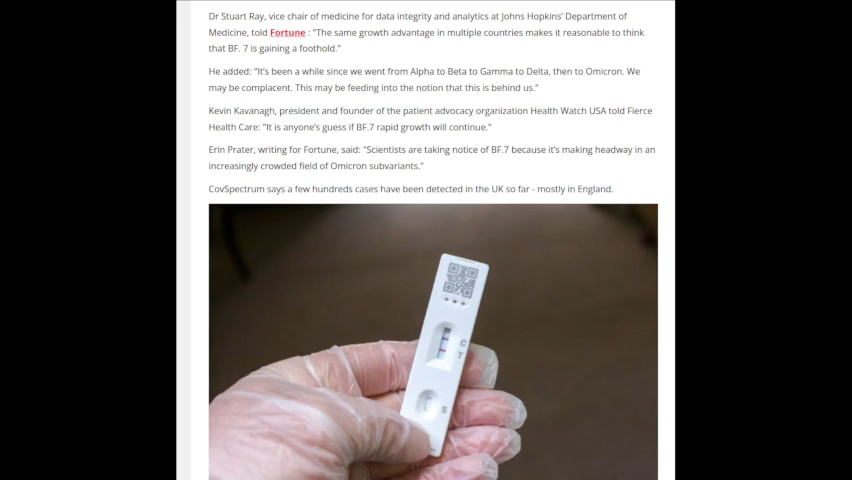 Dr Stuart Ray, vice chair of medicine for data integrity and analytics at Johns Hopkins' Department of
Medicine, told Fortune : "The same growth advantage in multiple countries makes it reasonable to think
that BF. 7 is gaining a foothold."
He added: "It's been a while since we went from Alpha to Beta to Gamma to Delta, then to Omicron. We
may be complacent. This may be feeding into the notion that this is behind us."
Kevin Kavanagh, president and founder of the patient advocacy organization Health Watch USA told Fierce
Health Care: "It is anyone's guess if BF.7 rapid growth will continue."
Erin Prater, writing for Fortune, said: "Scientists are taking notice of BF.7 because it's making headway in an
increasingly crowded field of Omicron subvariants."
CovSpectrum says a few hundreds cases have been detected in the UK so far - mostly in England.
C
T
S